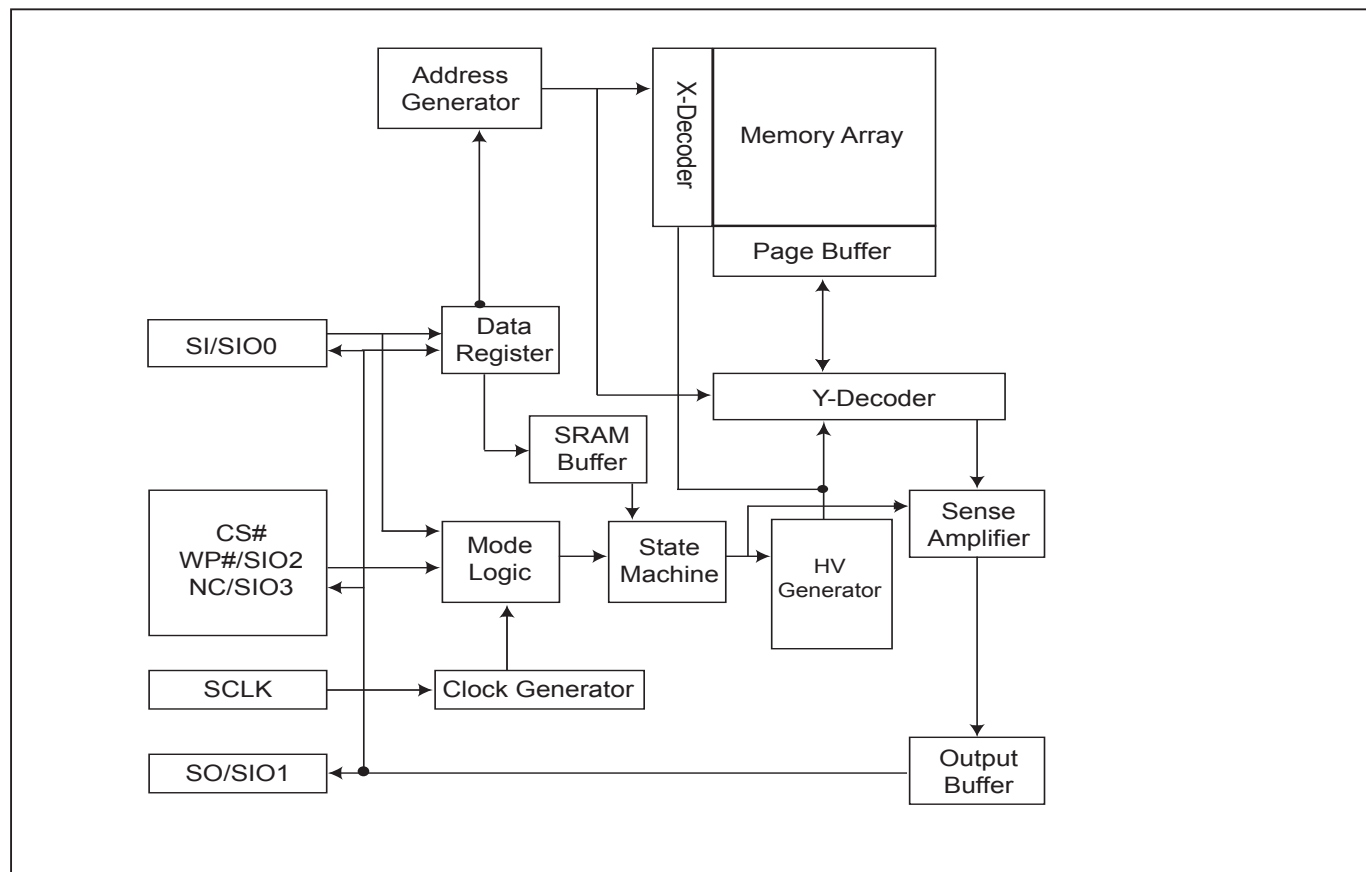 Address
Generator
X-Decoder
Memory Array
Page Buffer
SI/SIO0
Data
Register
Y-Decoder
SRAM
Buffer
CS#
WP#/SIO2
NC/SIO3
Mode
Logic
State
Machine
HV
Generator
Sense
Amplifier
SCLK
Clock Generator
SO/SIO1
Output
Buffer